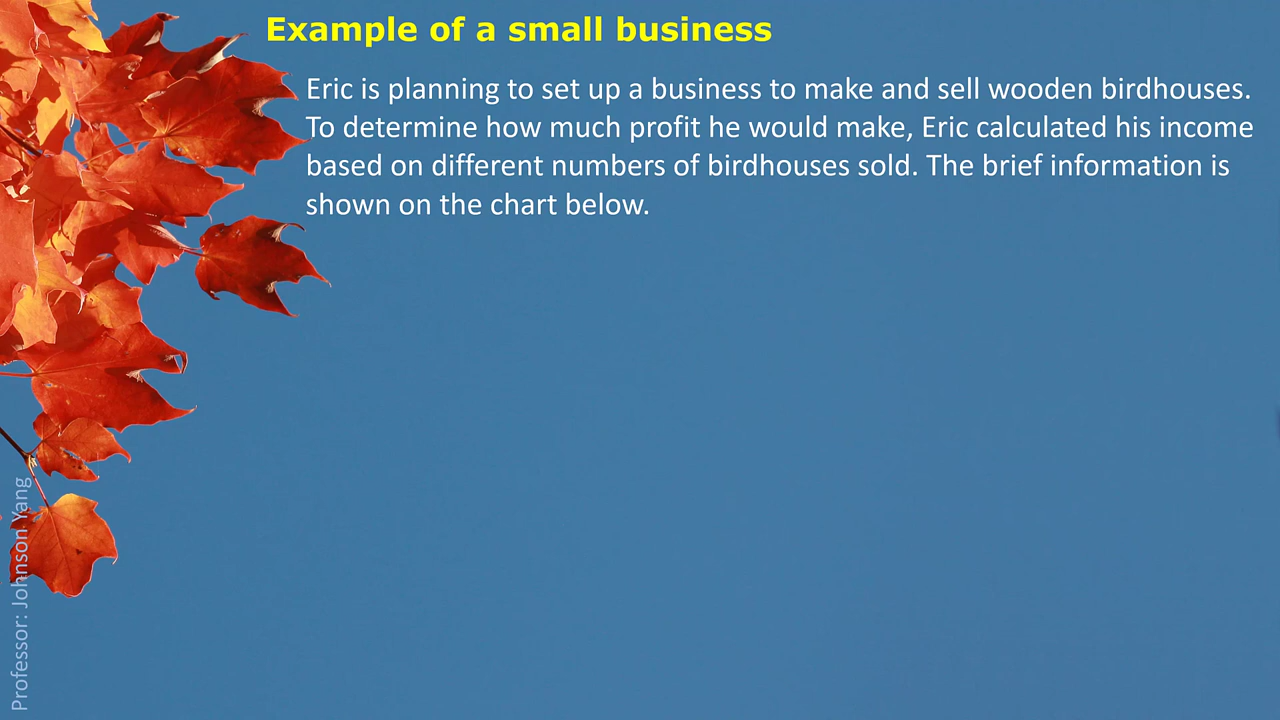 Example of a small business
Eric is planning to set up a business to make and sell wooden birdhouses.
To determine how much profit he would make, Eric calculated his income
based on different numbers of birdhouses sold. The brief information is
shown on the chart below.
Professor: Johnson Yang